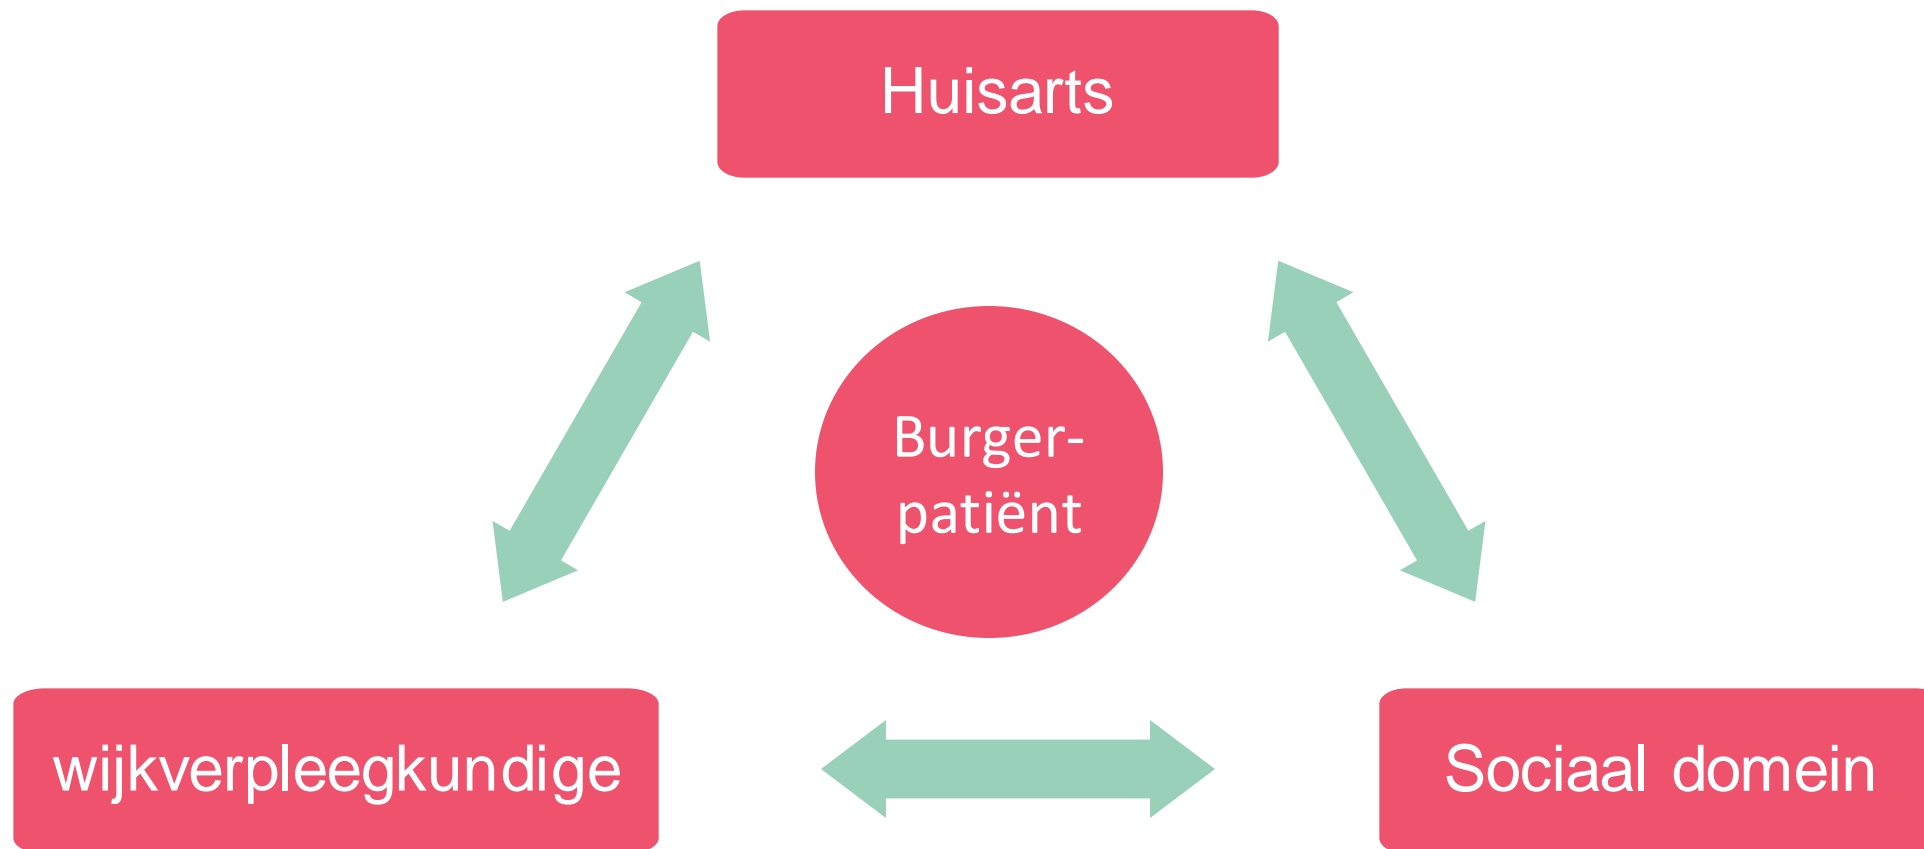 Huisarts
Burger-
patiënt
wijkverpleegkundige
Sociaal domein